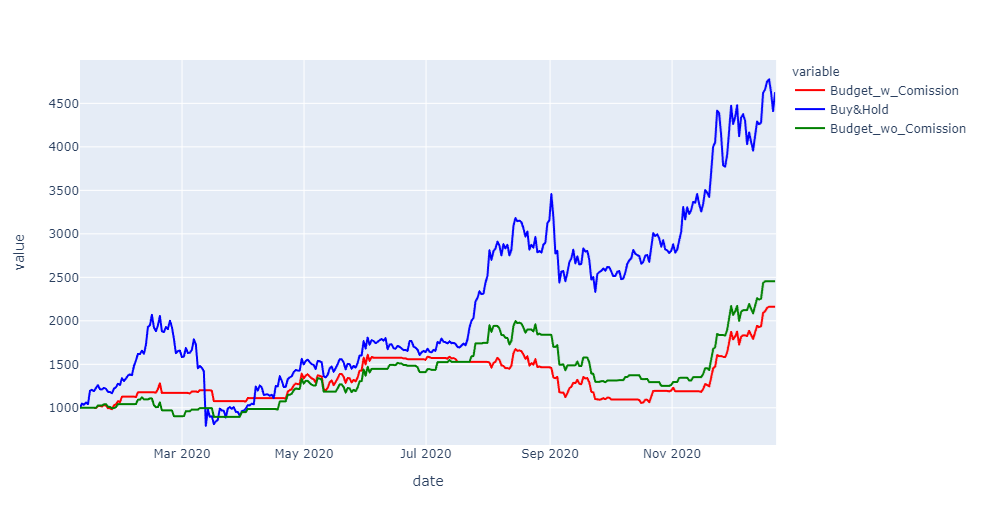 variable
Budget_w_Comission
Buy&Hold
Budget_wo_Comission
value
4500
4000
3500
3000
2500
2000
1500
1000
Mar 2020
May 2020
Jul 2020
Sep 2020
Nov 2020
date